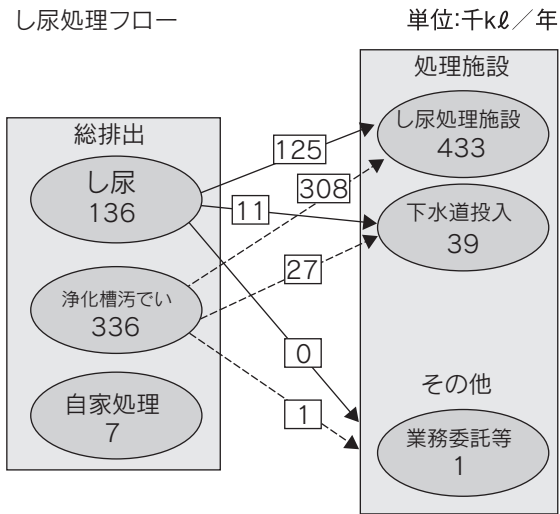 し尿処理フロー
単位:千kℓ/年
総排出
し尿
136
浄化槽汚でい
336
自家処理
7
125
308
11
27
0
1
処理施設
し尿処理施設
433
下水道投入
39
その他
業務委託等
1